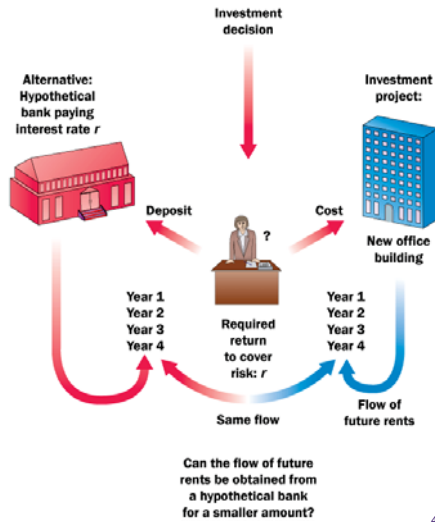 Investment
decision
Alternative:
Hypothetical
bank paying
interest rate r
Investment
project:
Deposit
?
Cost
New office
building
Year 1
Year 2
Year 3
Year 4
Required
return
to cover
risk: r
Year 1
Year 2
Year 3
Year 4
Same flow
Flow of
future rents
Can the flow of future
rents be obtained from
a hypothetical bank
for a smaller amount?